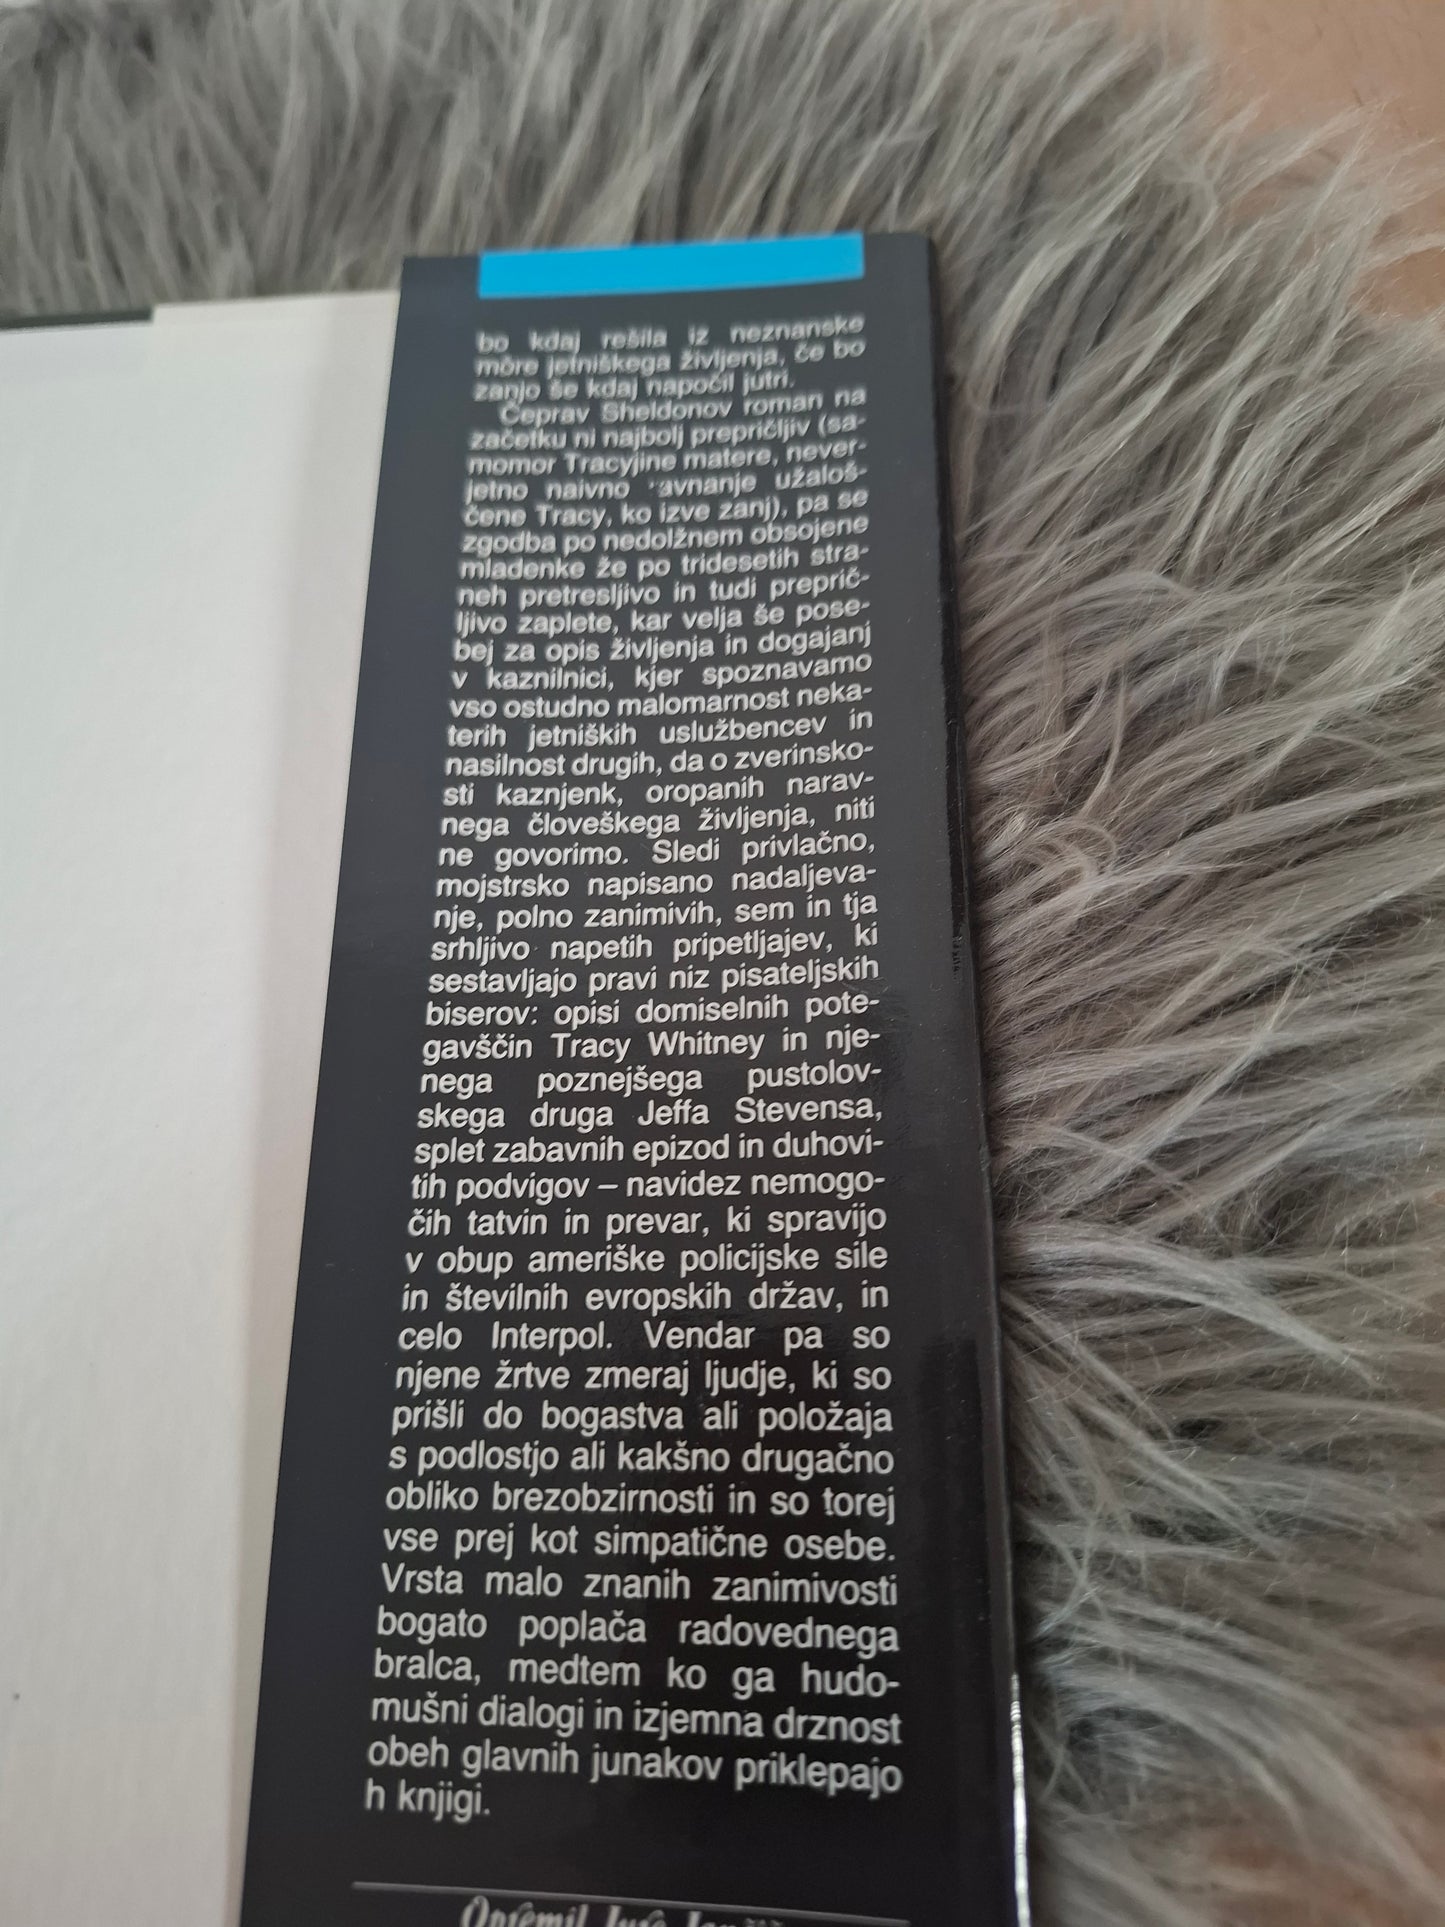 bo kdaj rešila iz neznanske
môre jetniškega življenja, če bo
zanjo še kdaj napočil jutri.
Čeprav Sheldonov roman na
začetku ni najbolj prepričljiv (sa-
momor Tracyjine matere, never-
jetno naivno avnanje užaloš-
čene Tracy, ko izve zanj), pa se
zgodba po nedolžnem obsojene
mladenke že po tridesetih stra-
neh pretresljivo in tudi preprič-
ljivo zaplete, kar velja še pose-
bej za opis življenja in dogajanj
v kaznilnici, kjer spoznavamo
vso ostudno malomarnost neka-
terih jetniških uslužbencev in
nasilnost drugih, da o zverinsko-
sti kaznjenk, oropanih narav-
nega človeškega življenja, niti
ne govorimo. Sledi privlačno,
mojstrsko napisano nadaljeva-
nje, polno zanimivih, sem in tja
srhljivo napetih pripetljajev, ki
sestavljajo pravi niz pisateljskih
biserov: opisi domiselnih pote-
gavščin Tracy Whitney in nje-
nega poznejšega pustolov-
skega druga Jeffa Stevensa,
splet zabavnih epizod in duhovi-
tih podvigov – navidez nemogo-
čih tatvin in prevar, ki spravijo
v obup ameriške policijske sile
in številnih evropskih držav, in
celo Interpol. Vendar pa so
njene žrtve zmeraj ljudje, ki so
prišli do bogastva ali položaja
s podlostjo ali kakšno drugačno
obliko brezobzirnosti in so torej
vse prej kot simpatične osebe.
Vrsta malo znanih zanimivosti
bogato poplača radovednega
bralca, medtem ko ga hudo-
mušni dialogi in izjemna drznost
obeh glavnih junakov priklepajo
h knjigi.
Opremil